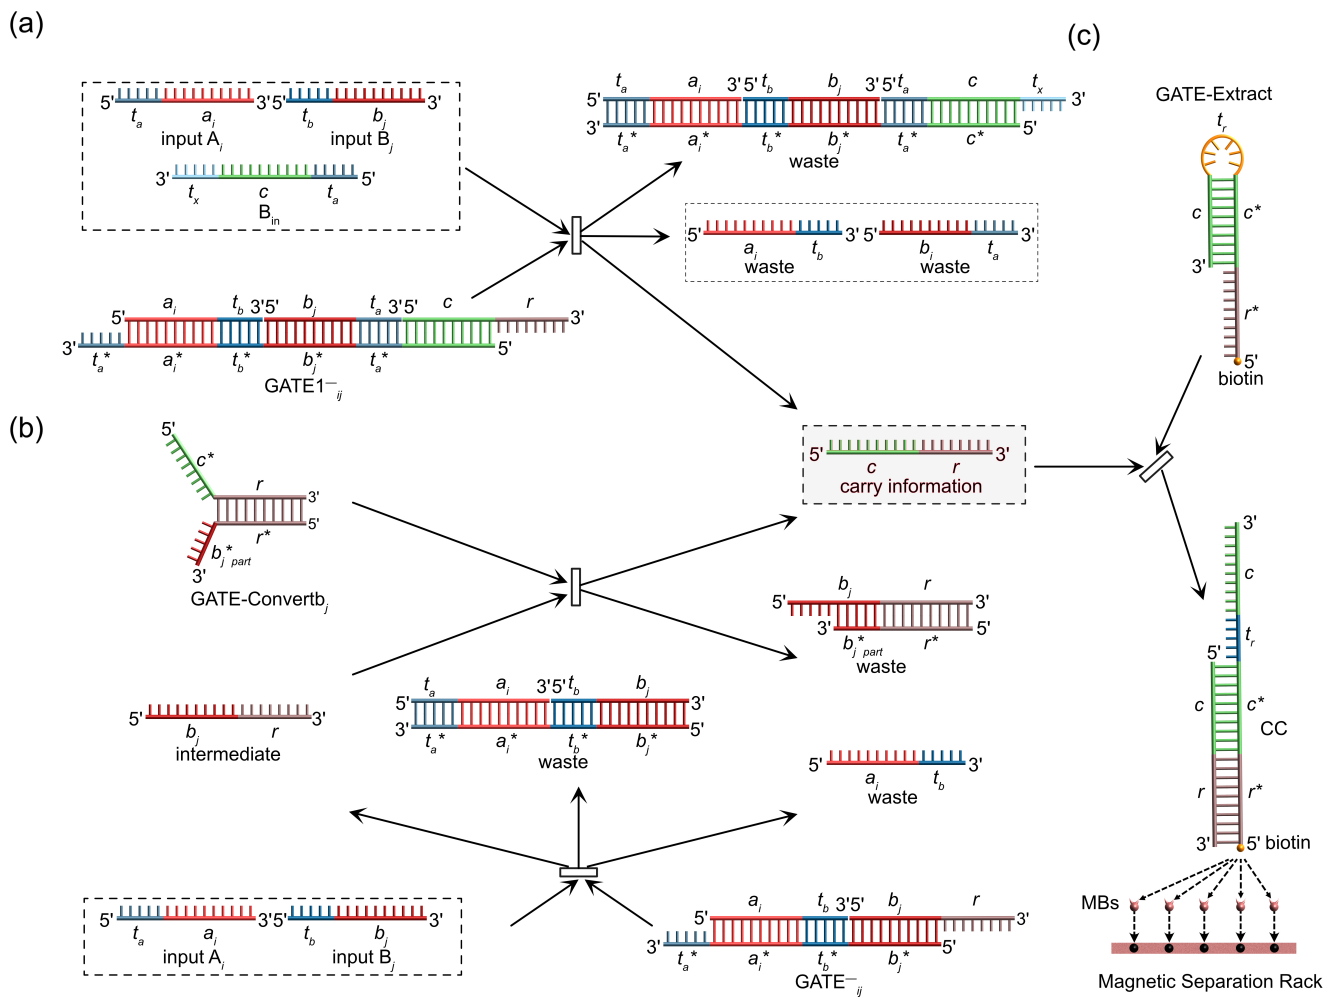 (a)
5' 3' 5' 3'
t_a a_i t_b b_j
input A_i input B_j
3' 5'
t_x c t_a
B_in
t_a a_i 3' 5' t_b b_j 3' 5' t_a c t_x
5' 3'
3' 5'
t_a* a_i* t_b* b_j* t_a* c*
waste
5' 3' 5' 3'
a_i t_b b_i t_a
waste waste
a_i t_b 3' 5' b_j t_a 3' 5' c r
5' 3'
3' 5'
t_a* a_i* t_b* b_j* t_a*
GATE1¯_ij
(b)
5'
c*
r
3'
5'
r*
b_j*_part
3'
GATE-Convertb_j
5' 3'
c r
carry information
b_j r
5' 3'
3' 5'
b_j*_part r*
waste
5' 3'
b_j r
intermediate
t_a a_i 3' 5' t_b b_j
5' 3'
3' 5'
t_a* a_i* t_b* b_j*
waste
5' 3'
a_i t_b
waste
5' 3' 5' 3'
t_a a_i t_b b_j
input A_i input B_j
a_i t_b 3' 5' b_j r
5' 3'
3' 5'
t_a* a_i* t_b* b_j*
GATE¯_ij
(c)
GATE-Extract
t_r
c c*
3'
r*
5'
biotin
3'
c
t_r
5'
c c*
CC
r r*
3' 5' biotin
MBs
Magnetic Separation Rack